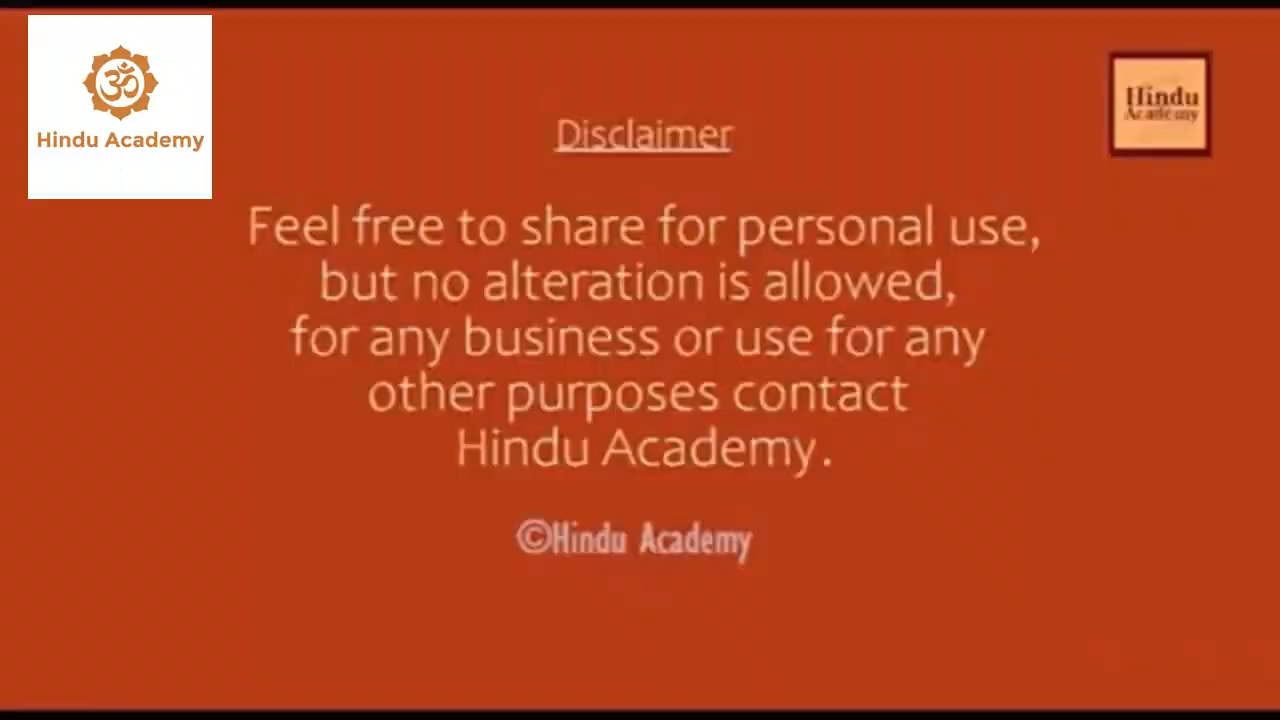 ॐ
Hindu Academy
Hindu
Academy
Disclaimer
Feel free to share for personal use,
but no alteration is allowed,
for any business or use for any
other purposes contact
Hindu Academy.
©Hindu Academy